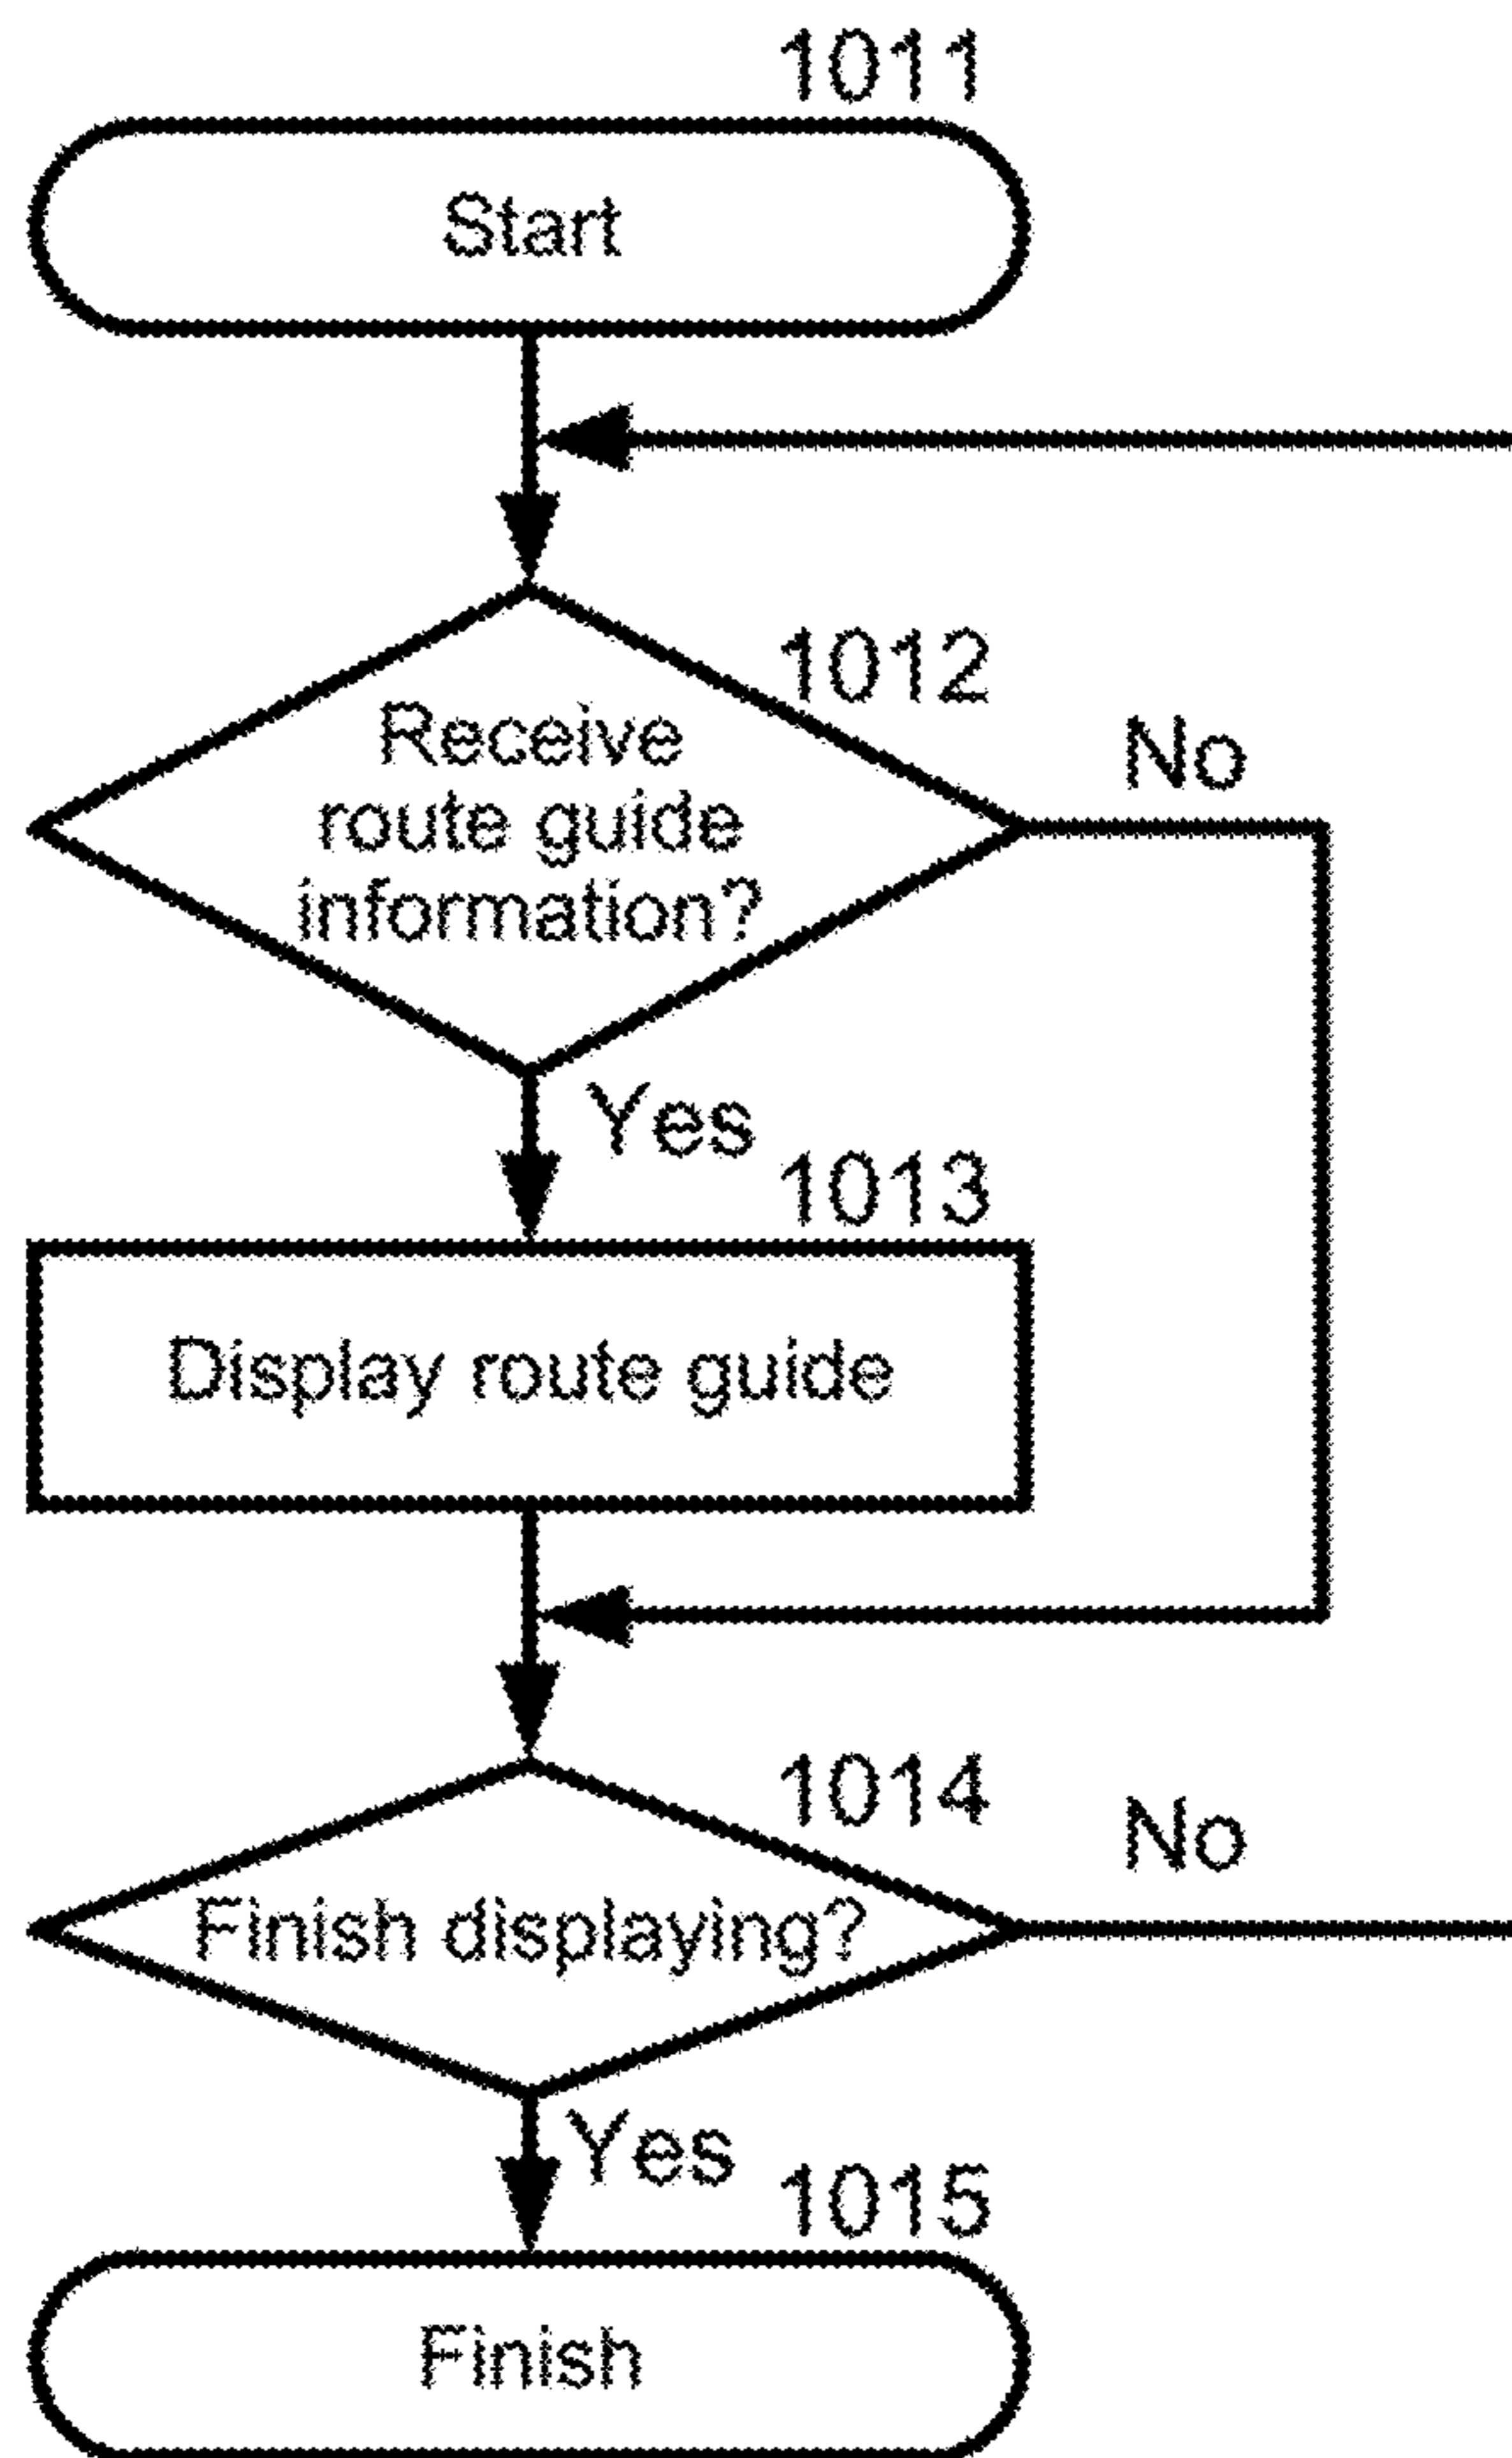 1011
Start
1012
Receive
route guide
information?
No
Yes
1013
Display route guide
1014
No
Finish displaying?
Yes
1015
Finish